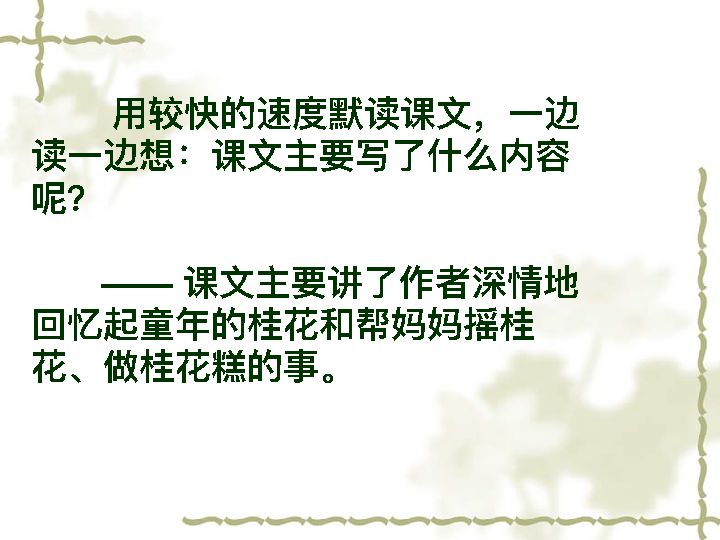 用较快的速度默读课文，一边
读一边想：课文主要写了什么内容
呢？
—— 课文主要讲了作者深情地
回忆起童年的桂花和帮妈妈摇桂
花、做桂花糕的事。